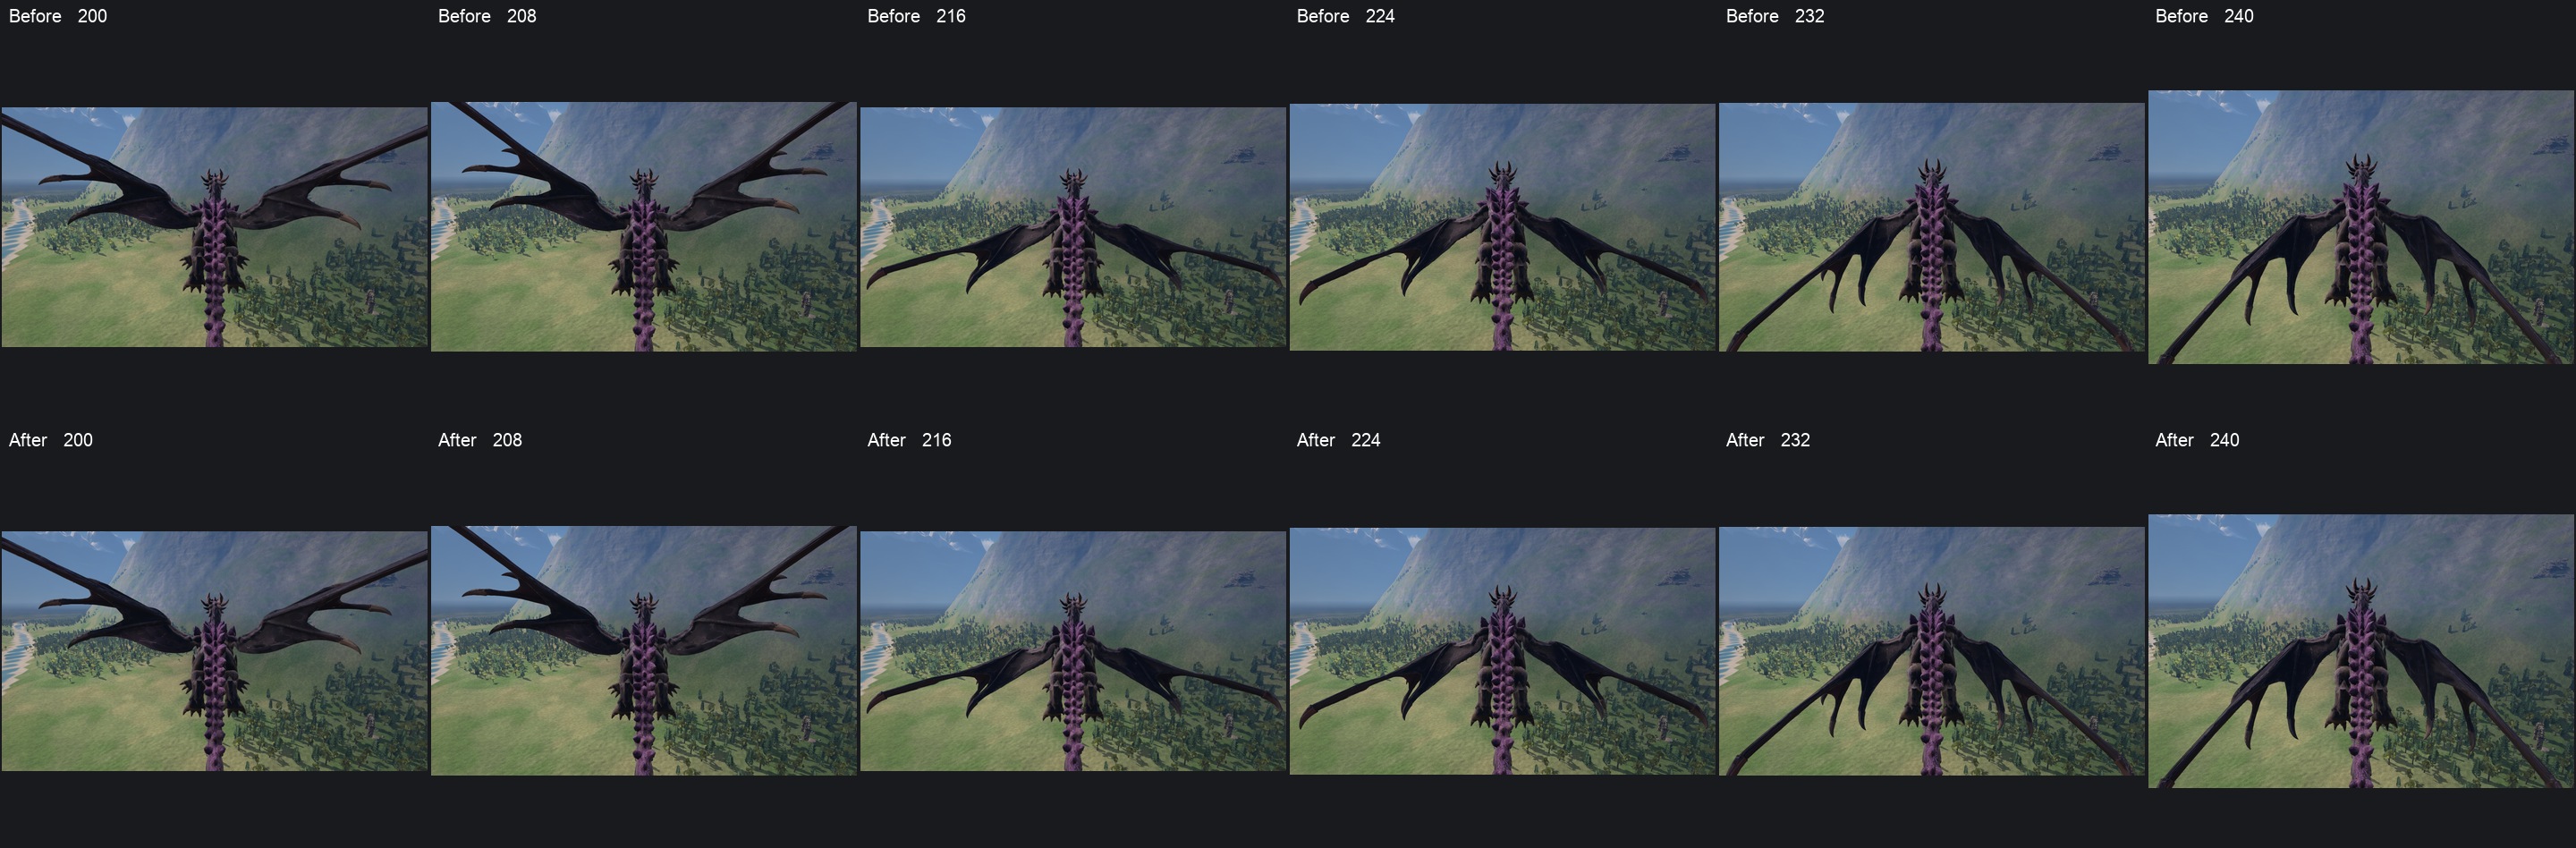 Before 200
Before 208
Before 216
Before 224
Before 232
Before 240
After 200
After 208
After 216
After 224
After 232
After 240